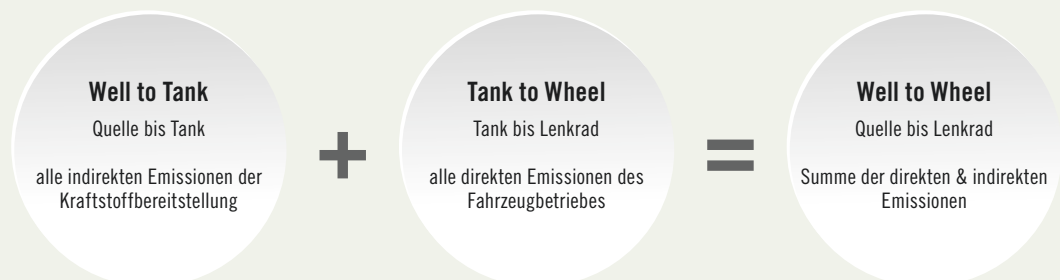 Well to Tank
Quelle bis Tank
alle indirekten Emissionen der
Kraftstoffbereitstellung
+
Tank to Wheel
Tank bis Lenkrad
alle direkten Emissionen des
Fahrzeugbetriebes
=
Well to Wheel
Quelle bis Lenkrad
Summe der direkten & indirekten
Emissionen